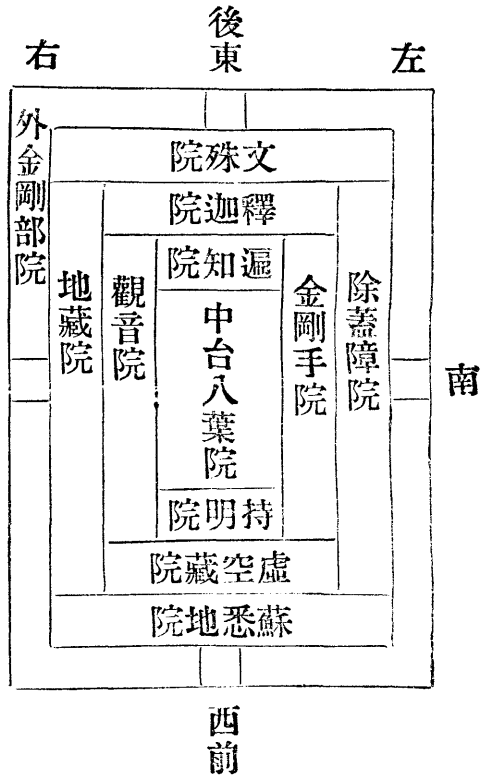 後東
左
右
外金剛部院
文殊院
釋迦院
遍知院
除蓋障院
金剛手院
中台八葉院
觀音院
地藏院
持明院
虛空藏院
蘇悉地院
南
西前